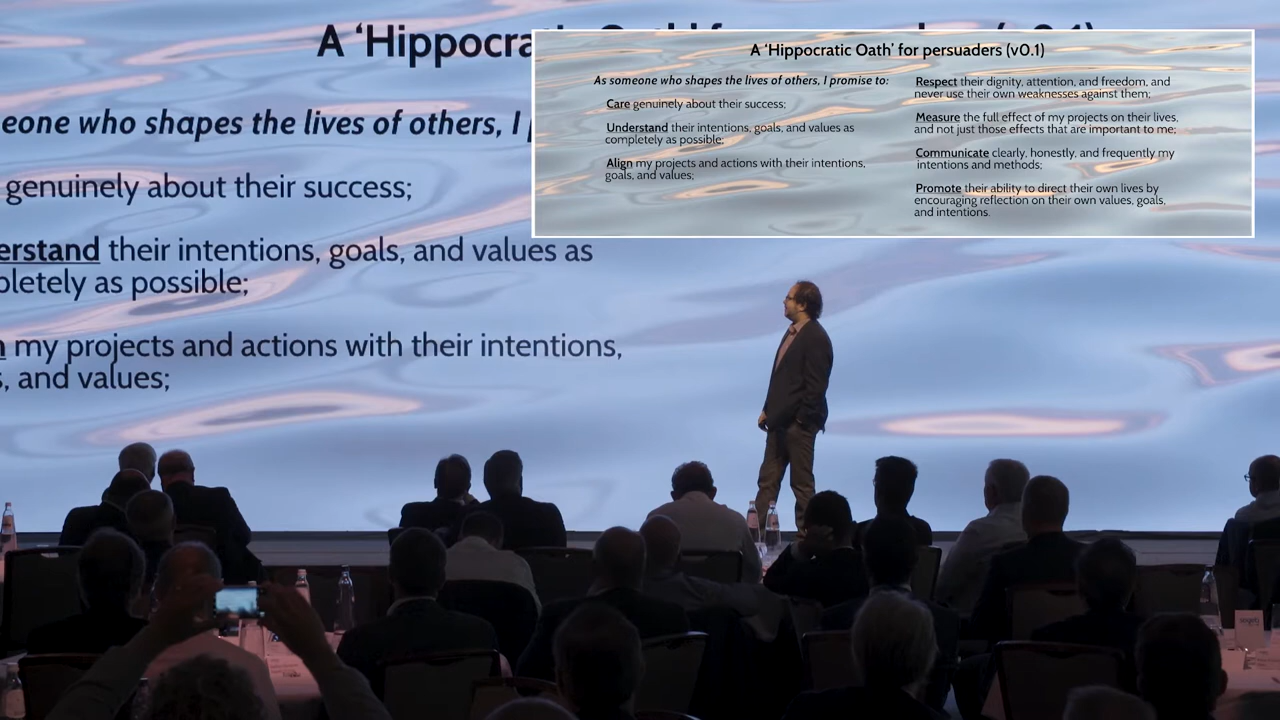 A ‘Hippocra
eone who shapes the lives of others, I
genuinely about their success;
erstand their intentions, goals, and values as
pletely as possible;
my projects and actions with their intentions,
s, and values;
A ‘Hippocratic Oath’ for persuaders (v0.1)
As someone who shapes the lives of others, I promise to:
Care genuinely about their success;
Understand their intentions, goals, and values as
completely as possible;
Align my projects and actions with their intentions,
goals, and values;
Respect their dignity, attention, and freedom, and
never use their own weaknesses against them;
Measure the full effect of my projects on their lives,
and not just those effects that are important to me;
Communicate clearly, honestly, and frequently my
intentions and methods;
Promote their ability to direct their own lives by
encouraging reflection on their own values, goals,
and intentions.